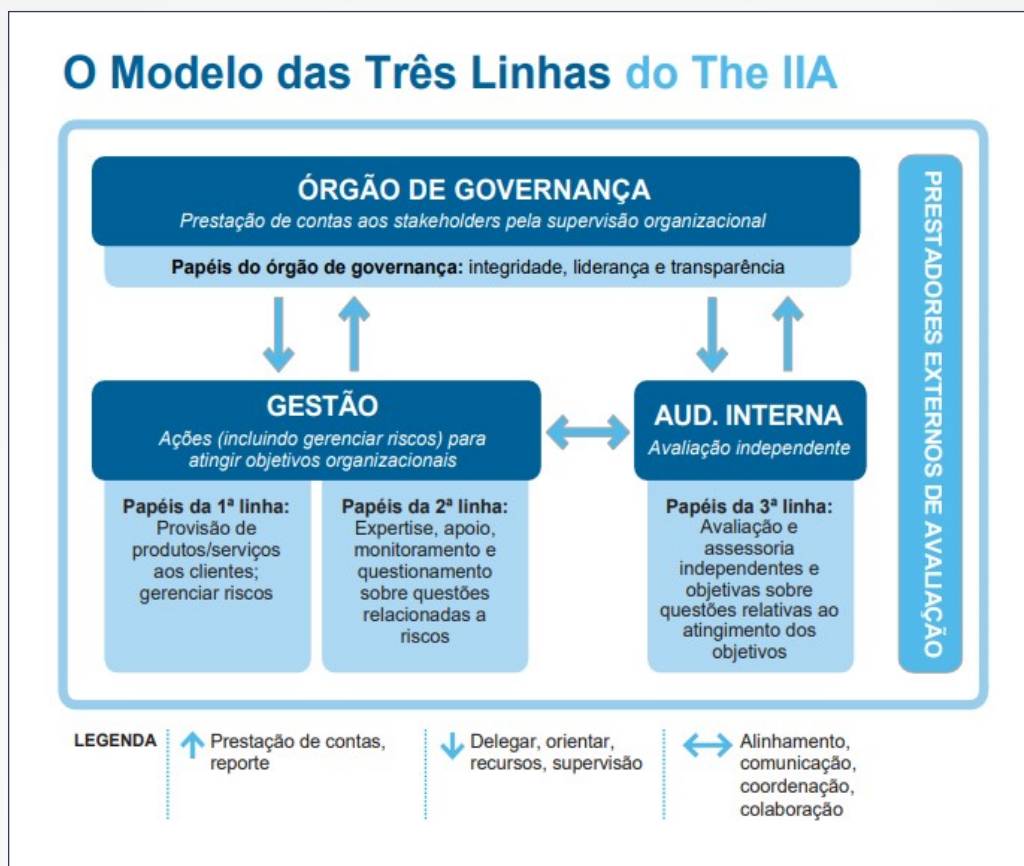 O Modelo das Três Linhas do The IIA
ÓRGÃO DE GOVERNANÇA
Prestação de contas aos stakeholders pela supervisão organizacional
Papéis do órgão de governança: integridade, liderança e transparência
GESTÃO
Ações (incluindo gerenciar riscos) para
atingir objetivos organizacionais
Papéis da 1ª linha:
Provisão de
produtos/serviços
aos clientes;
gerenciar riscos
Papéis da 2ª linha:
Expertise, apoio,
monitoramento e
questionamento
sobre questões
relacionadas a
riscos
AUD. INTERNA
Avaliação independente
Papéis da 3ª linha:
Avaliação e
assessoria
independentes e
objetivas sobre
questões relativas ao
atingimento dos
objetivos
PRESTADORES EXTERNOS DE AVALIAÇÃO
LEGENDA
Prestação de contas,
reporte
Delegar, orientar,
recursos, supervisão
Alinhamento,
comunicação,
coordenação,
colaboração